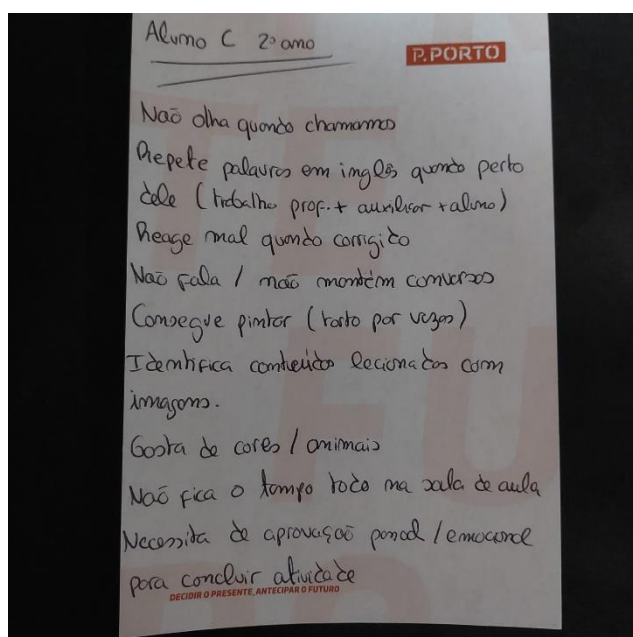 Aluno C 2º ano
P.PORTO
Não olha quando chamamos
Repete palavras em inglês quando perto
dele (trabalho prof. + auxiliar + aluno)
Reage mal quando corrigido
Não fala / não mantém conversas
Consegue pintar (torto por vezes)
Identifica conteúdos lecionados com
imagens.
Gosta de cores / animais
Não fica o tempo todo na sala de aula
Necessita de aprovação / emocional
para concluir atividade
DECIDIR O PRESENTE, ANTECIPAR O FUTURO